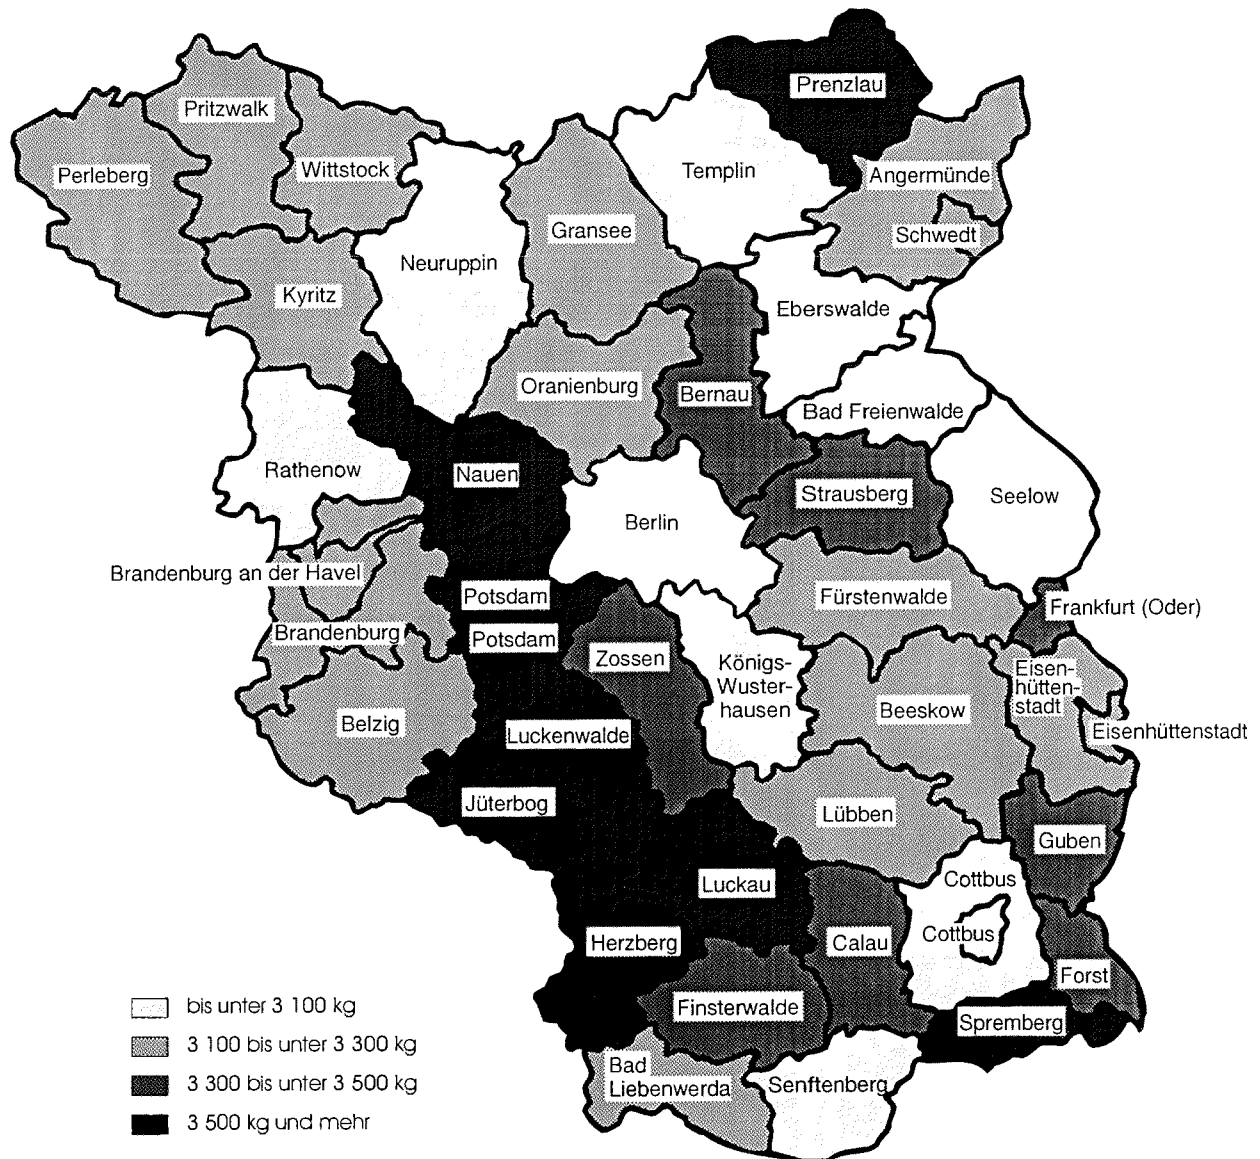 Prenzlau
Pritzwalk
Perleberg
Wittstock
Templin
Angermünde
Gransee
Schwedt
Neuruppin
Kyritz
Eberswalde
Oranienburg
Bernau
Bad Freienwalde
Rathenow
Nauen
Strausberg
Seelow
Berlin
Brandenburg an der Havel
Potsdam
Fürstenwalde
Frankfurt (Oder)
Brandenburg
Potsdam
Zossen
Königs-
Wuster-
hausen
Eisen-
hütten-
stadt
Belzig
Beeskow
Luckenwalde
Eisenhüttenstadt
Jüterbog
Lübben
Guben
Luckau
Cottbus
Herzberg
Calau
Cottbus
Forst
Finsterwalde
Spremberg
Bad
Liebenwerda
Senftenberg
bis unter 3 100 kg
3 100 bis unter 3 300 kg
3 300 bis unter 3 500 kg
3 500 kg und mehr